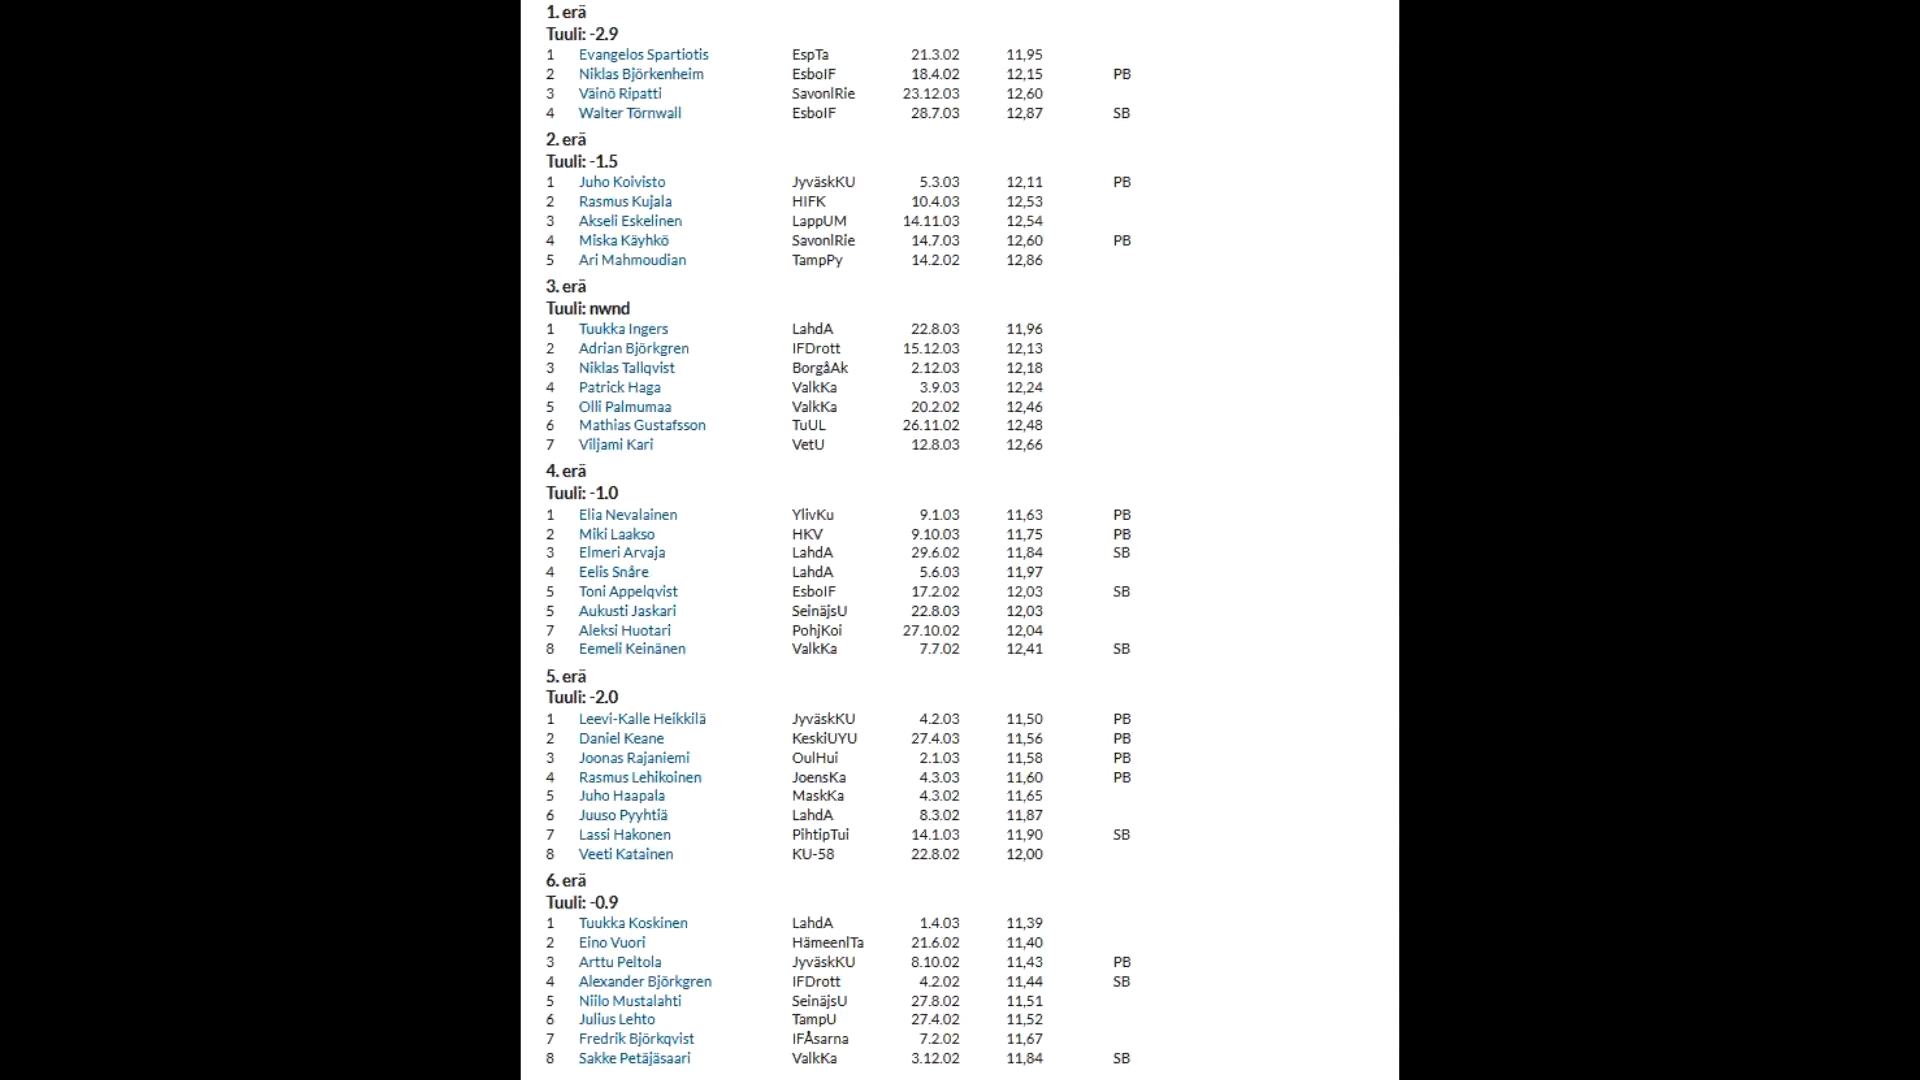 1. erä
Tuuli: -2.9
1 Evangelos Spartiotis EspTa 21.3.02 11,95
2 Niklas Björkenheim EsboIF 18.4.02 12,15 PB
3 Väinö Ripatti SavonlRie 23.12.03 12,60
4 Walter Törnwall EsboIF 28.7.03 12,87 SB
2. erä
Tuuli: -1.5
1 Juho Koivisto JyväskKU 5.3.03 12,11 PB
2 Rasmus Kujala HIFK 10.4.03 12,53
3 Akseli Eskelinen LappUM 14.11.03 12,54
4 Miska Käyhkö SavonlRie 14.7.03 12,60 PB
5 Ari Mahmoudian TampPy 14.2.02 12,86
3. erä
Tuuli: nwnd
1 Tuukka Ingers LahdA 22.8.03 11,96
2 Adrian Björkgren IFDrott 15.12.03 12,13
3 Niklas Tallqvist BorgåAk 2.12.03 12,18
4 Patrick Haga ValkKa 3.9.03 12,24
5 Olli Palmumaa ValkKa 20.2.02 12,46
6 Mathias Gustafsson TuUL 26.11.02 12,48
7 Viljami Kari VetU 12.8.03 12,66
4. erä
Tuuli: -1.0
1 Elia Nevalainen YlivKu 9.1.03 11,63 PB
2 Miki Laakso HKV 9.10.03 11,75 PB
3 Elmeri Arvaja LahdA 29.6.02 11,84 SB
4 Eelis Snåre LahdA 5.6.03 11,97
5 Toni Appelqvist EsboIF 17.2.02 12,03 SB
5 Aukusti Jaskari SeinäjsU 22.8.03 12,03
7 Aleksi Huotari PohjKoi 27.10.02 12,04
8 Eemeli Keinänen ValkKa 7.7.02 12,41 SB
5. erä
Tuuli: -2.0
1 Leevi-Kalle Heikkilä JyväskKU 4.2.03 11,50 PB
2 Daniel Keane KeskiUYU 27.4.03 11,56 PB
3 Joonas Rajaniemi OulHui 2.1.03 11,58 PB
4 Rasmus Lehikoinen JoensKa 4.3.03 11,60 PB
5 Juho Haapala MaskKa 4.3.02 11,65
6 Juuso Pyyhtiä LahdA 8.3.02 11,87
7 Lassi Hakonen PihtipTui 14.1.03 11,90 SB
8 Veeti Katainen KU-58 22.8.02 12,00
6. erä
Tuuli: -0.9
1 Tuukka Koskinen LahdA 1.4.03 11,39
2 Eino Vuori HämeenlTa 21.6.02 11,40
3 Arttu Peltola JyväskKU 8.10.02 11,43 PB
4 Alexander Björkgren IFDrott 4.2.02 11,44 SB
5 Niilo Mustalahti SeinäjsU 27.8.02 11,51
6 Julius Lehto TampU 27.4.02 11,52
7 Fredrik Björkqvist IFÅsarna 7.2.02 11,67
8 Sakke Petäjäsaari ValkKa 3.12.02 11,84 SB